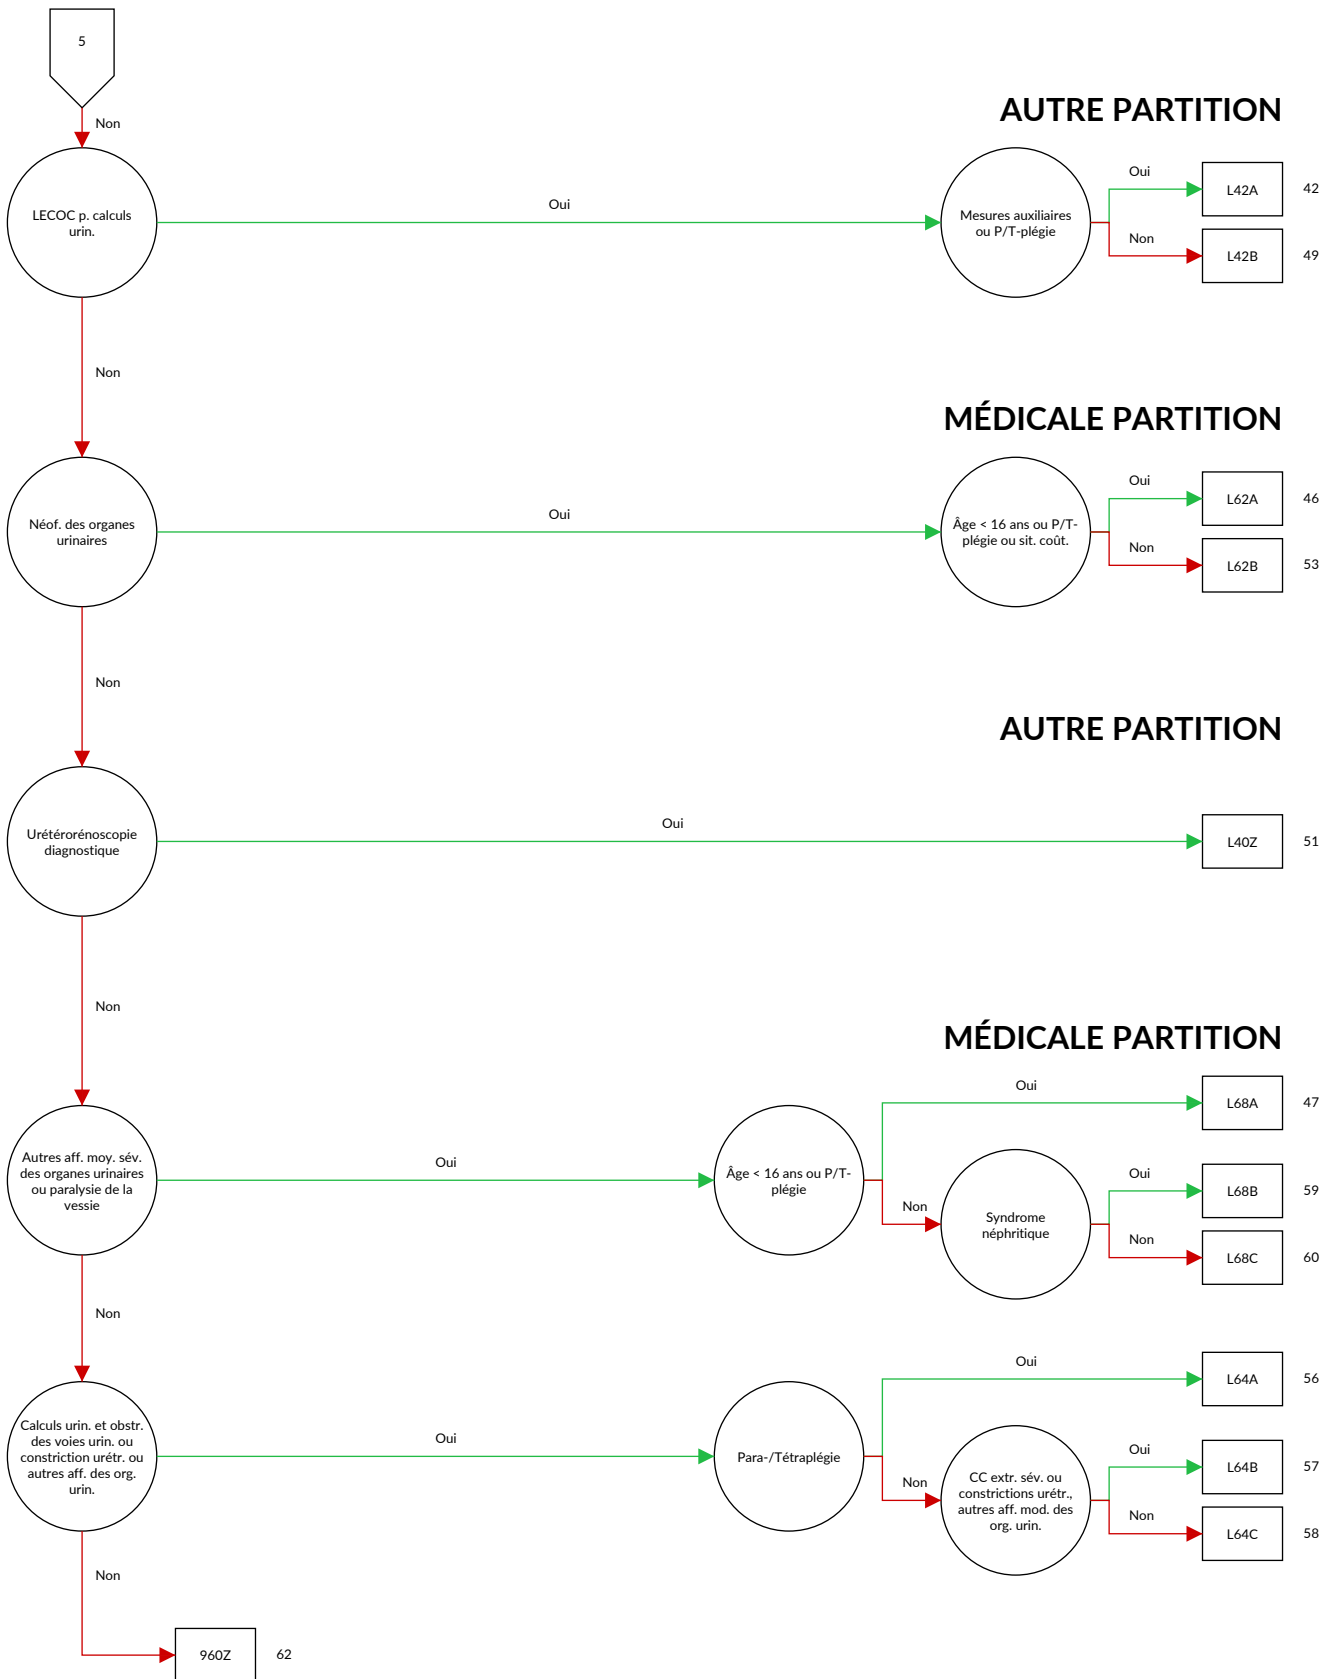 5
Non
AUTRE PARTITION
LECOC p. calculs
urin.
Oui
Mesures auxiliaires
ou P/T-plégie
Oui
L42A
42
Non
L42B
49
Non
MÉDICALE PARTITION
Néof. des organes
urinaires
Oui
Âge < 16 ans ou P/T-
plégie ou sit. coût.
Oui
L62A
46
Non
L62B
53
Non
AUTRE PARTITION
Urétérorénoscopie
diagnostique
Oui
L40Z
51
Non
MÉDICALE PARTITION
Autres aff. moy. sév.
des organes urinaires
ou paralysie de la
vessie
Oui
Âge < 16 ans ou P/T-
plégie
Oui
L68A
47
Non
Syndrome
néphritique
Oui
L68B
59
Non
L68C
60
Non
Calculs urin. et obstr.
des voies urin. ou
constriction urétr. ou
autres aff. des org.
urin.
Oui
Para-/Tétraplégie
Oui
L64A
56
Non
CC extr. sév. ou
constrictions urétr.,
autres aff. mod. des
org. urin.
Oui
L64B
57
Non
L64C
58
Non
960Z
62